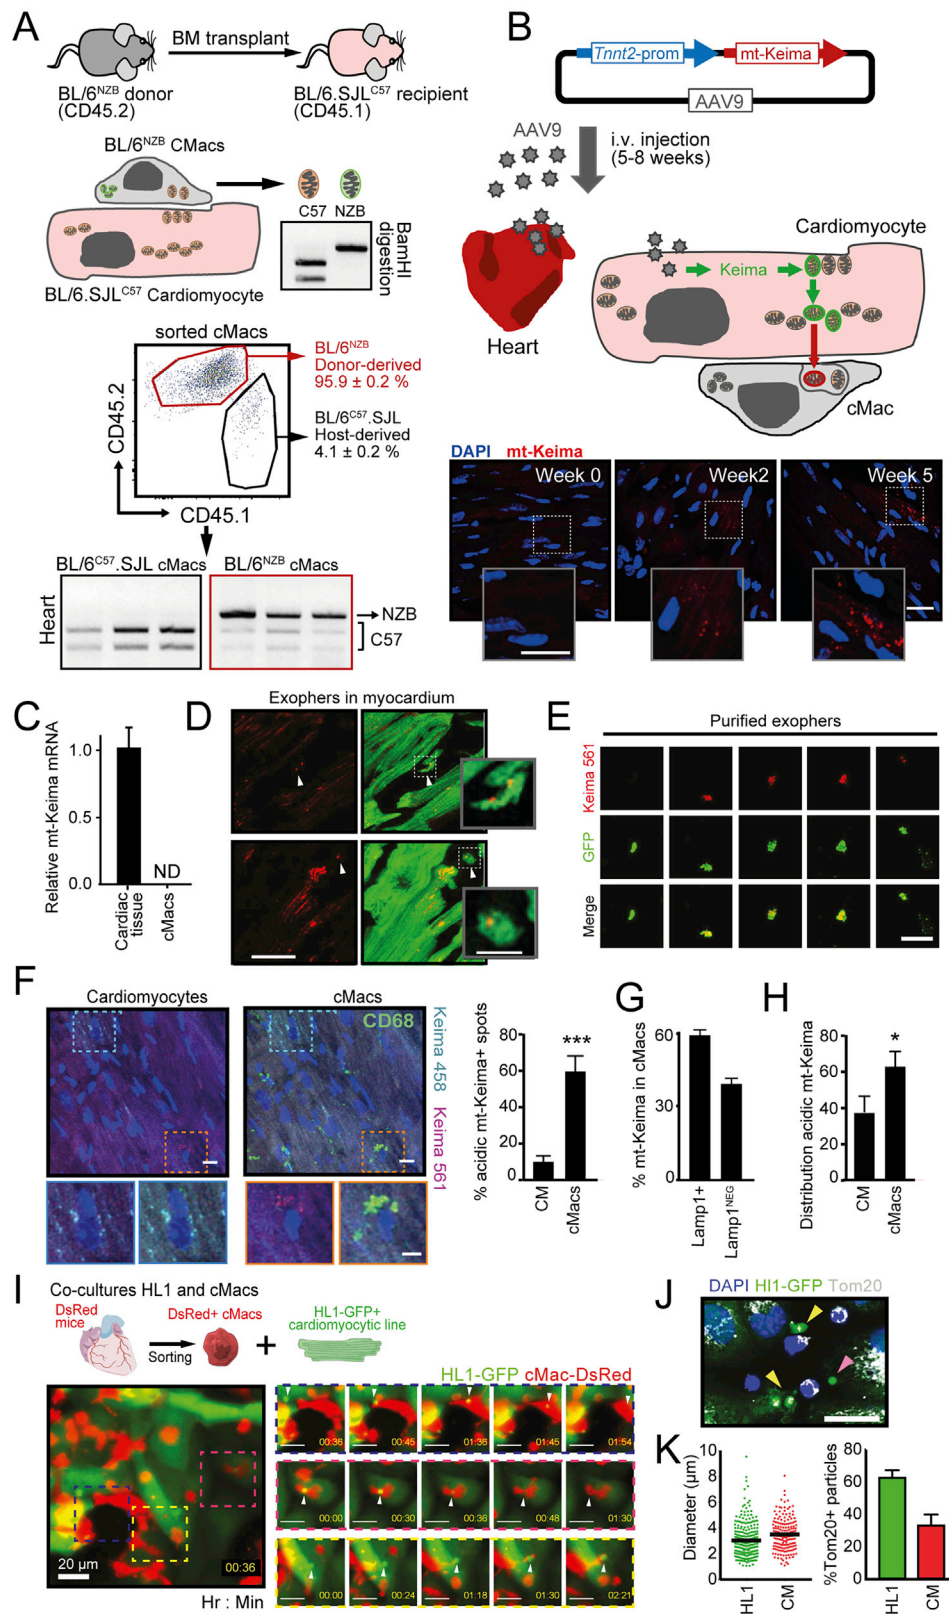 A
BM transplant
BL/6NZB donor
(CD45.2)
BL/6.SJLC57 recipient
(CD45.1)
BL/6NZB CMacs
C57 NZB
BamHI
digestion
BL/6.SJLC57 Cardiomyocyte
sorted cMacs
CD45.2
CD45.1
BL/6NZB
Donor-derived
95.9 ± 0.2 %
BL/6C57.SJL
Host-derived
4.1 ± 0.2 %
BL/6C57.SJL cMacs
BL/6NZB cMacs
Heart
NZB
C57
B
Tnnt2-prom
mt-Keima
AAV9
AAV9
i.v. injection
(5-8 weeks)
Heart
Cardiomyocyte
Keima
cMac
DAPI mt-Keima
Week 0
Week2
Week 5
C
Relative mt-Keima mRNA
1.0
0.5
0.0
ND
Cardiac
tissue
cMacs
D
Exophers in myocardium
E
Purified exophers
Keima 561
GFP
Merge
F
Cardiomyocytes
cMacs
CD68
Keima 458
Keima 561
% acidic mt-Keima+ spots
80
60
40
20
0
***
CM
cMacs
G
% mt-Keima in cMacs
60
30
0
Lamp1+
Lamp1NEG
H
Distribution acidic mt-Keima
80
60
40
20
0
*
CM
cMacs
I
Co-cultures HL1 and cMacs
DsRed
mice
Sorting
DsRed+ cMacs
+
HL1-GFP+
cardiomyocytic line
HL1-GFP cMac-DsRed
20 µm
00:36
Hr : Min
00:36 00:45 01:36 01:45 01:54
00:00 00:30 00:36 00:48 01:30
00:00 00:24 01:18 01:30 02:21
J
DAPI Hl1-GFP Tom20
K
Diameter (µm)
10
8
6
4
2
0
HL1
CM
%Tom20+ particles
80
60
40
20
0
HL1
CM